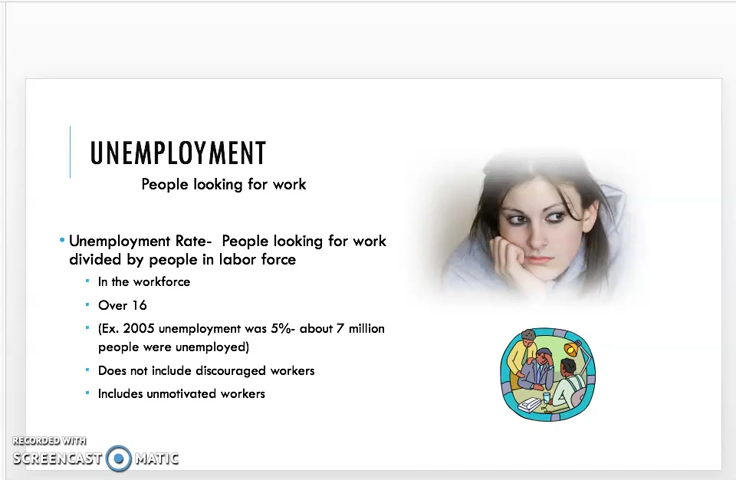 UNEMPLOYMENT
People looking for work
• Unemployment Rate- People looking for work
divided by people in labor force
▪ In the workforce
▪ Over 16
▪ (Ex. 2005 unemployment was 5%- about 7 million
people were unemployed)
▪ Does not include discouraged workers
▪ Includes unmotivated workers
RECORDED WITH
SCREENCAST MATIC